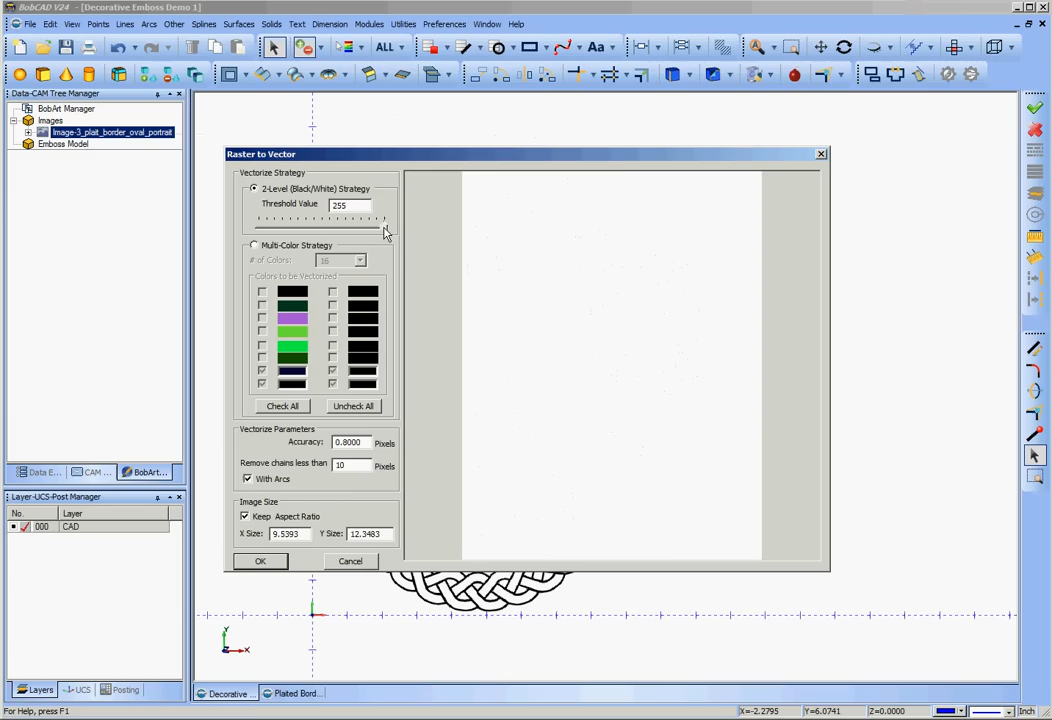 BobCAD V24 - [Decorative Emboss Demo 1]
File Edit View Points Lines Arcs Other Splines Surfaces Solids Text Dimension Modules Utilities Preferences Window Help
ALL
Aa
Data-CAM Tree Manager
BobArt Manager
Images
Image-3_plait_border_oval_portrait
Emboss Model
Data E... CAM ... BobArt...
Layer-UCS-Post Manager
No. Layer
000 CAD
Layers UCS Posting
Raster to Vector
Vectorize Strategy
2-Level (Black/White) Strategy
Threshold Value 255
Multi-Color Strategy
# of Colors: 16
Colors to be Vectorized
Check All Uncheck All
Vectorize Parameters
Accuracy: 0.8000 Pixels
Remove chains less than 10 Pixels
With Arcs
Image Size
Keep Aspect Ratio
X Size: 9.5393 Y Size: 12.3483
OK Cancel
Y
Z X
Decorative ... Plaited Bord...
For Help, press F1
X=-2.2795 Y=6.0741 Z=0.0000 Inch